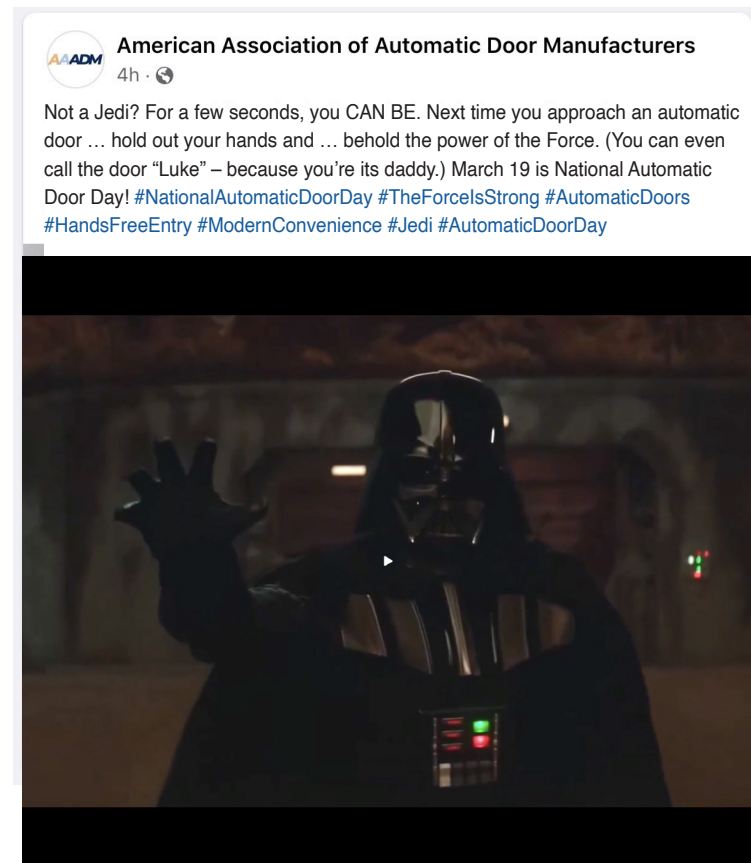 AAADM
American Association of Automatic Door Manufacturers
4h ·
Not a Jedi? For a few seconds, you CAN BE. Next time you approach an automatic
door … hold out your hands and … behold the power of the Force. (You can even
call the door “Luke” – because you’re its daddy.) March 19 is National Automatic
Door Day! #NationalAutomaticDoorDay #TheForceIsStrong #AutomaticDoors
#HandsFreeEntry #ModernConvenience #Jedi #AutomaticDoorDay